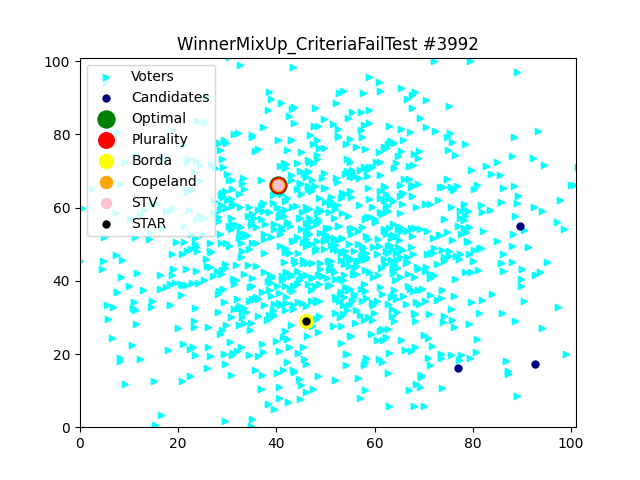 WinnerMixUp_CriteriaFailTest #3992
100
80
60
40
20
0
Voters
Candidates
Optimal
Plurality
Borda
Copeland
STV
STAR
0 20 40 60 80 100